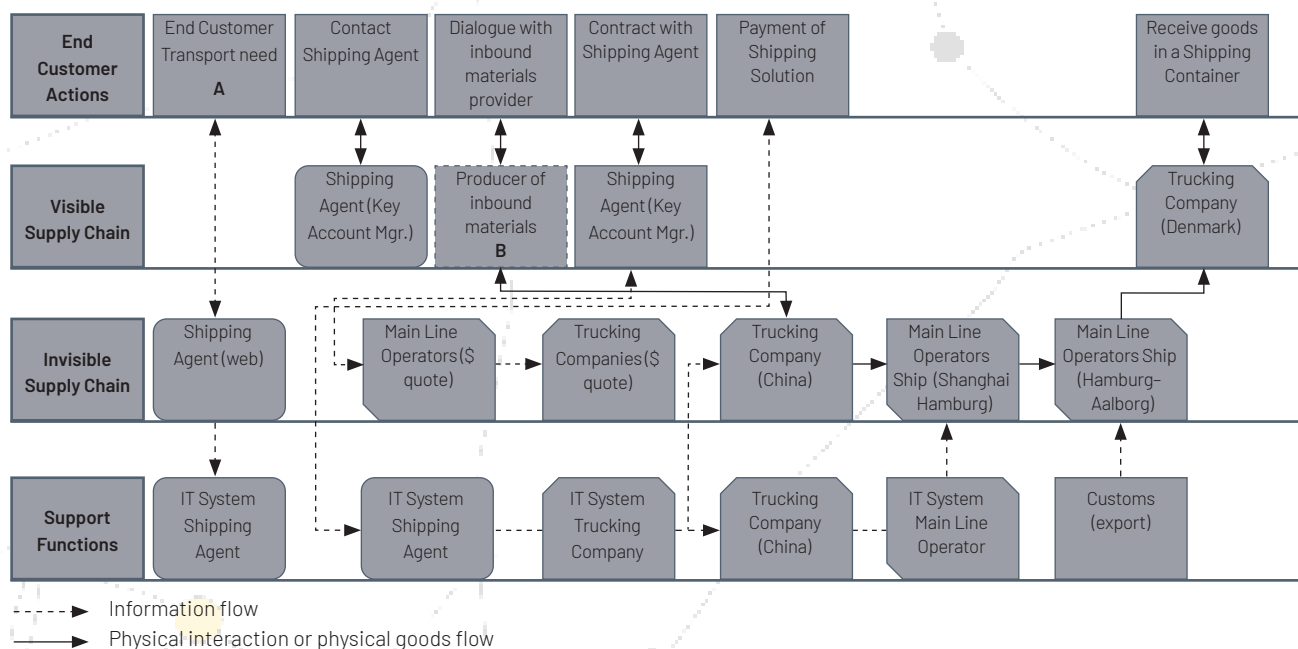 End
Customer
Actions
End Customer
Transport need
A
Contact
Shipping Agent
Dialogue with
inbound
materials
provider
Contract with
Shipping Agent
Payment of
Shipping
Solution
Receive goods
in a Shipping
Container
Visible
Supply Chain
Shipping
Agent (Key
Account Mgr.)
Producer of
inbound
materials
B
Shipping
Agent (Key
Account Mgr.)
Trucking
Company
(Denmark)
Invisible
Supply Chain
Shipping
Agent (web)
Main Line
Operators ($
quote)
Trucking
Companies ($
quote)
Trucking
Company
(China)
Main Line
Operators
Ship (Shanghai
Hamburg)
Main Line
Operators Ship
(Hamburg–
Aalborg)
Support
Functions
IT System
Shipping
Agent
IT System
Shipping
Agent
IT System
Trucking
Company
Trucking
Company
(China)
IT System
Main Line
Operator
Customs
(export)
Information flow
Physical interaction or physical goods flow